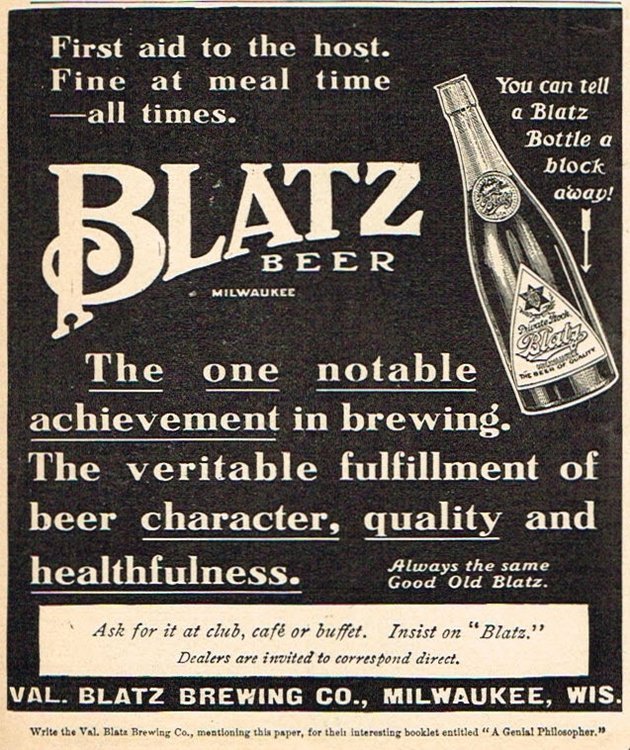 First aid to the host.
Fine at meal time
—all times.
You can tell
a Blatz
Bottle a
block
away!
BLATZ
BEER
MILWAUKEE
Private Stock
Blatz
MILWAUKEE
THE BEER OF QUALITY
The one notable
achievement in brewing.
The veritable fulfillment of
beer character, quality and
healthfulness.
Always the same
Good Old Blatz.
Ask for it at club, café or buffet. Insist on "Blatz."
Dealers are invited to correspond direct.
VAL. BLATZ BREWING CO., MILWAUKEE, WIS.
Write the Val. Blatz Brewing Co., mentioning this paper, for their interesting booklet entitled "A Genial Philosopher."